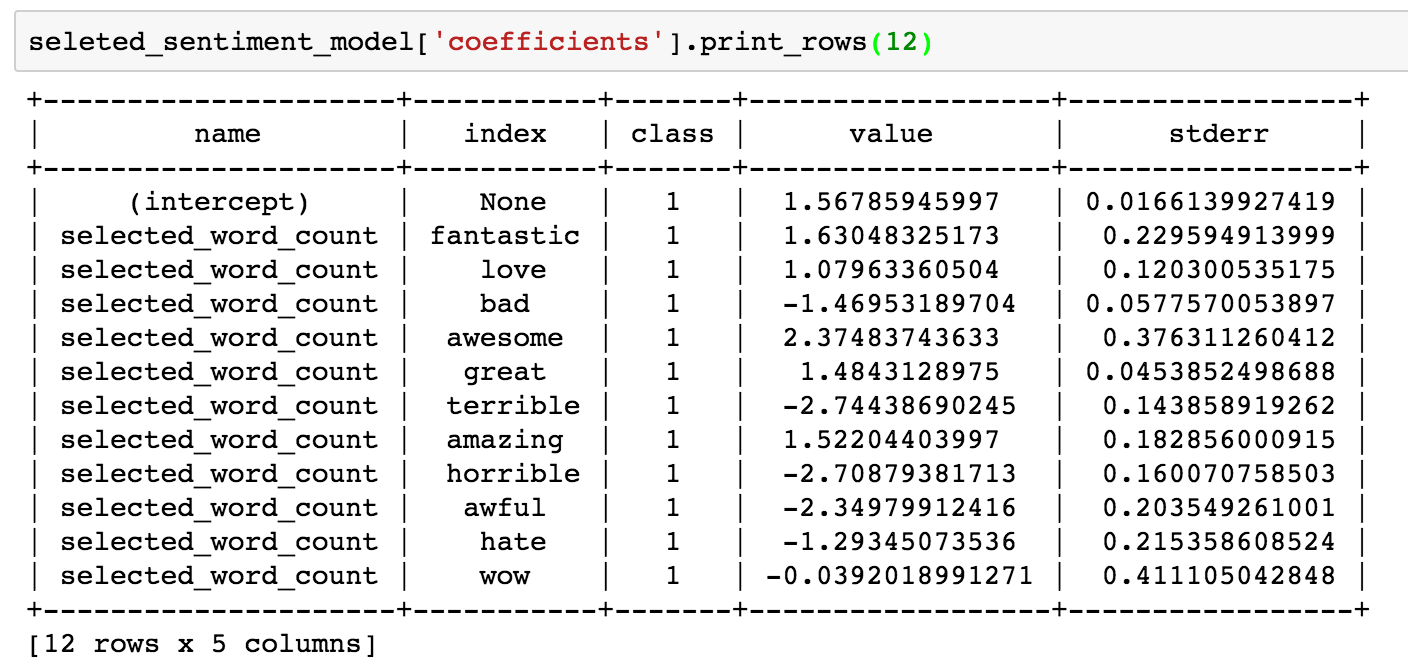 seleted_sentiment_model['coefficients'].print_rows(12)
+---------------------+-----------+-------+------------------+-----------------+
|         name        |   index   | class |      value       |      stderr     |
+---------------------+-----------+-------+------------------+-----------------+
|     (intercept)     |    None   |   1   |  1.56785945997   | 0.0166139927419 |
| selected_word_count | fantastic |   1   |  1.63048325173   |  0.229594913999 |
| selected_word_count |    love   |   1   |  1.07963360504   |  0.120300535175 |
| selected_word_count |    bad    |   1   |  -1.46953189704  | 0.0577570053897 |
| selected_word_count |  awesome  |   1   |  2.37483743633   |  0.376311260412 |
| selected_word_count |   great   |   1   |   1.4843128975   | 0.0453852498688 |
| selected_word_count |  terrible |   1   |  -2.74438690245  |  0.143858919262 |
| selected_word_count |  amazing  |   1   |  1.52204403997   |  0.182856000915 |
| selected_word_count |  horrible |   1   |  -2.70879381713  |  0.160070758503 |
| selected_word_count |   awful   |   1   |  -2.34979912416  |  0.203549261001 |
| selected_word_count |    hate   |   1   |  -1.29345073536  |  0.215358608524 |
| selected_word_count |    wow    |   1   | -0.0392018991271 |  0.411105042848 |
+---------------------+-----------+-------+------------------+-----------------+
[12 rows x 5 columns]